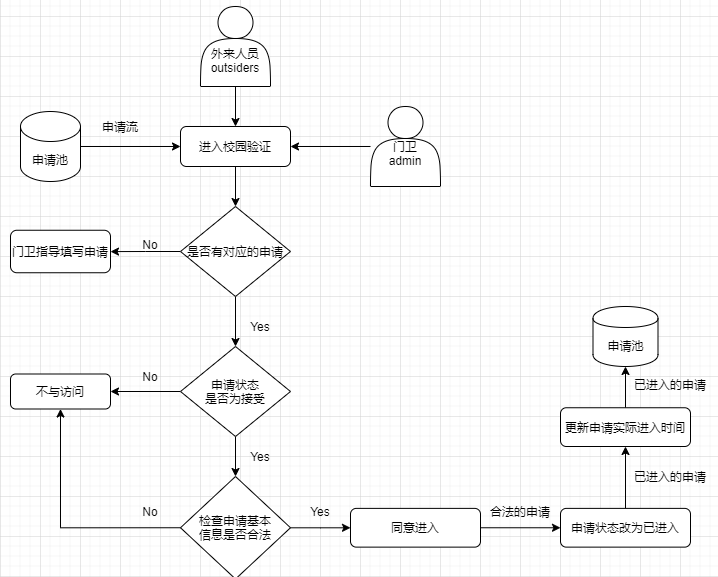 外来人员
outsiders
申请流
申请池
进入校园验证
门卫
admin
门卫指导填写申请
No
是否有对应的申请
Yes
申请池
不与访问
No
申请状态
是否为接受
已进入的申请
更新申请实际进入时间
Yes
已进入的申请
No
检查申请基本
信息是否合法
Yes
同意进入
合法的申请
申请状态改为已进入